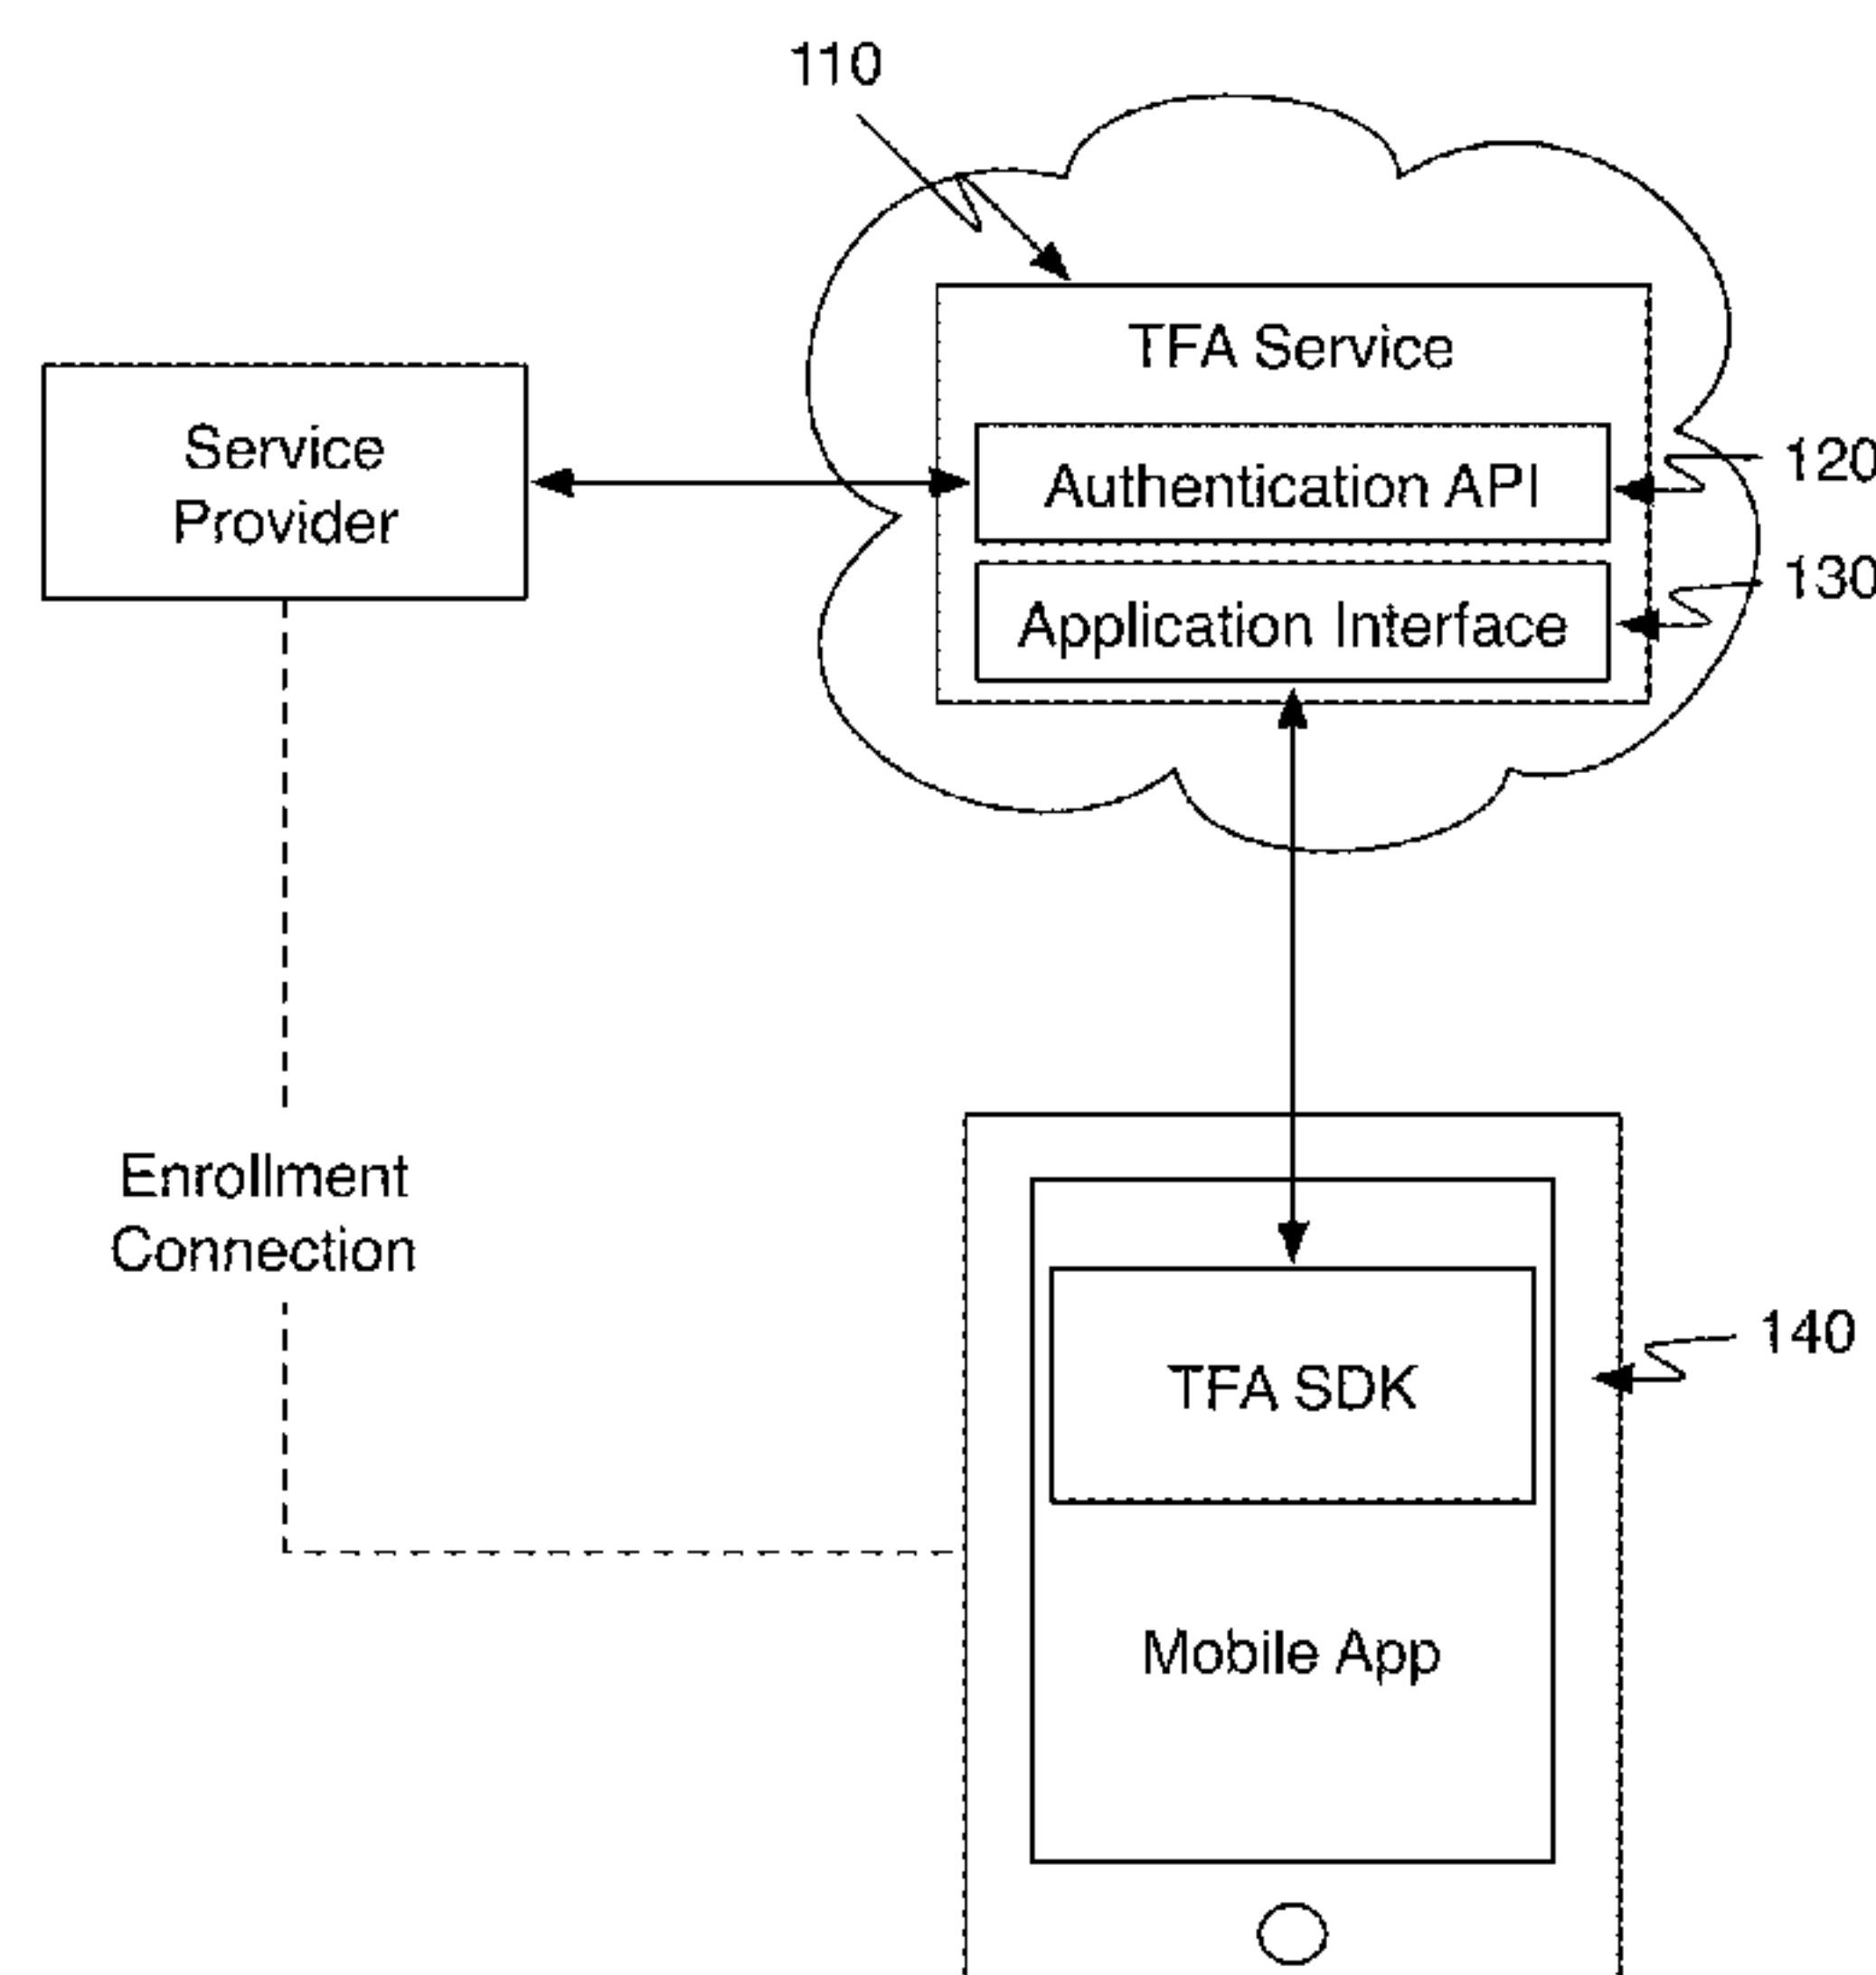 110
TFA Service
Service
Provider
Authentication API
120
Application Interface
130
Enrollment
Connection
TFA SDK
140
Mobile App